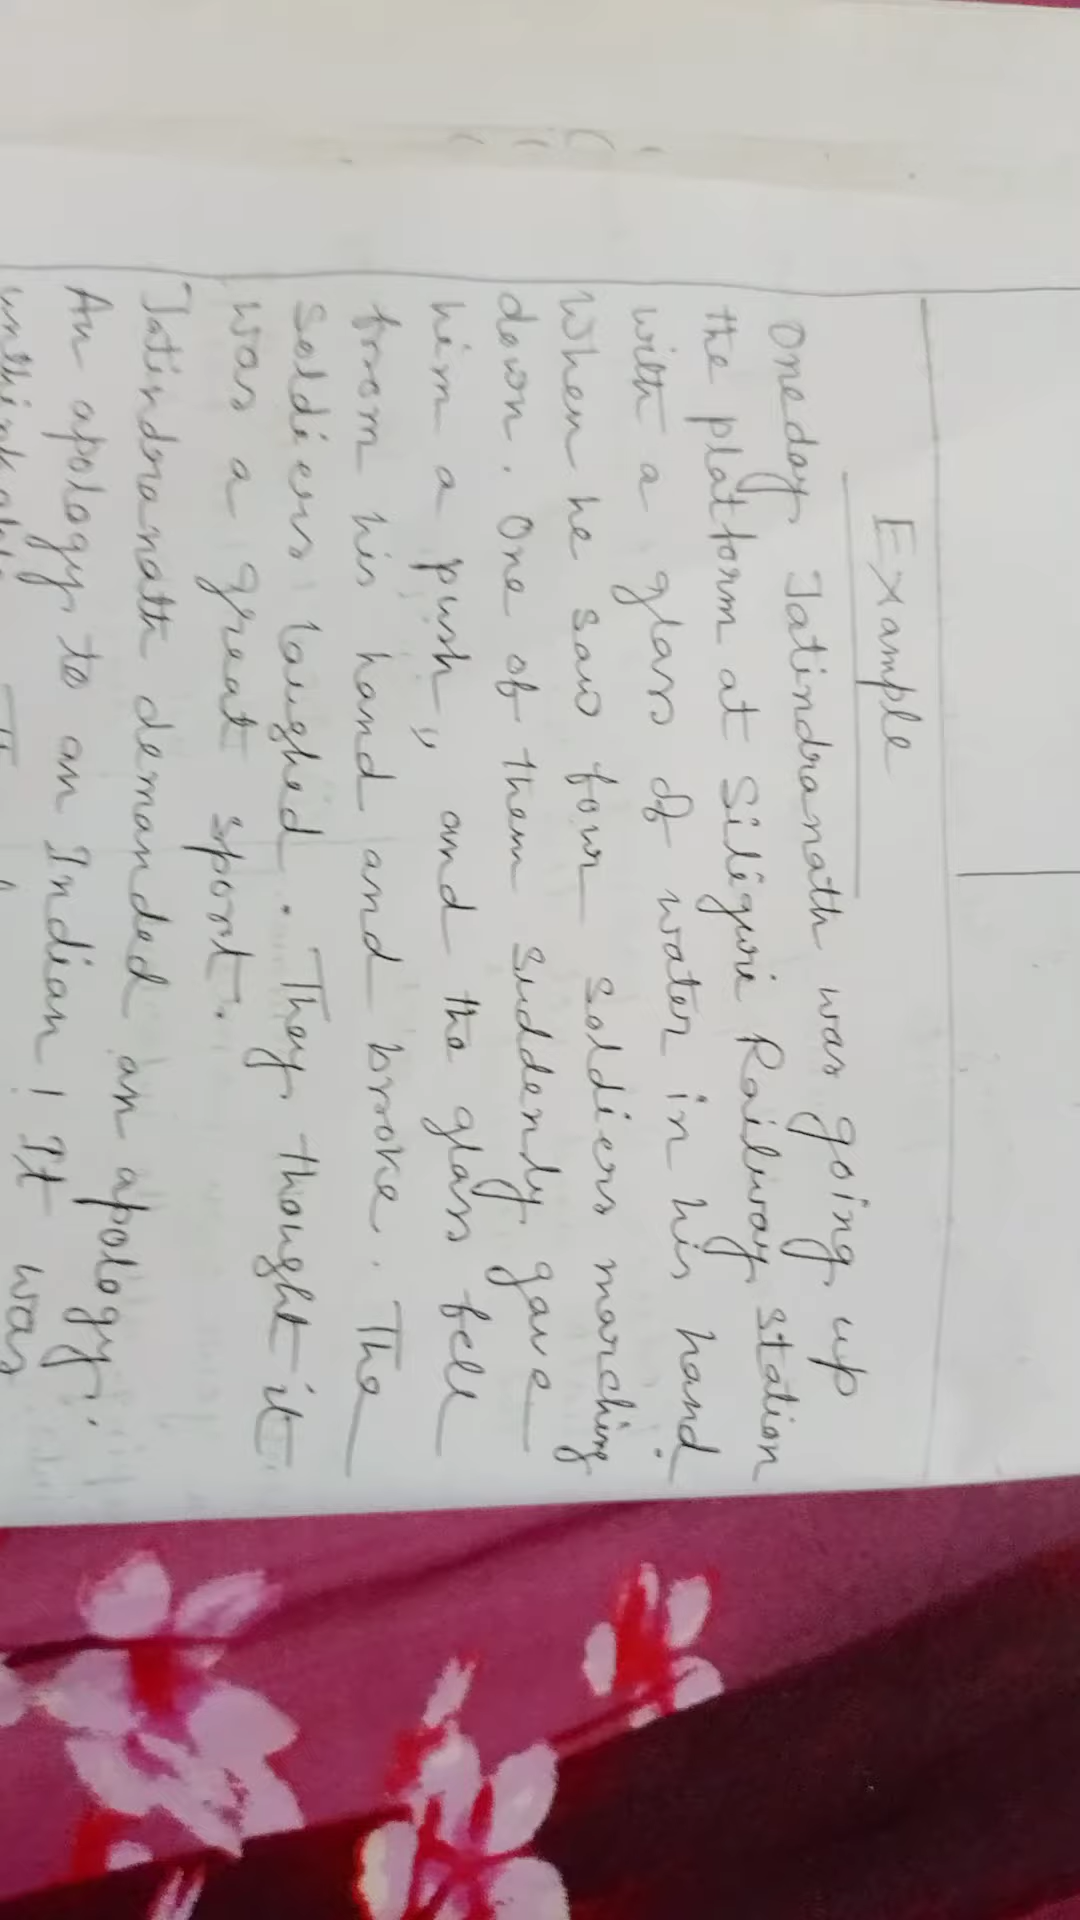 Example
Oneday Jatindranath was going up
the platform at Siliguri Railway station
with a glass of water in his hand.
When he saw four soldiers marching
down. One of them suddenly gave
him a push, and the glass fell
from his hand and broke. The
soldiers laughed. They thought it
was a great sport.
Jatindranath demanded an apology.
An apology to an Indian! It was